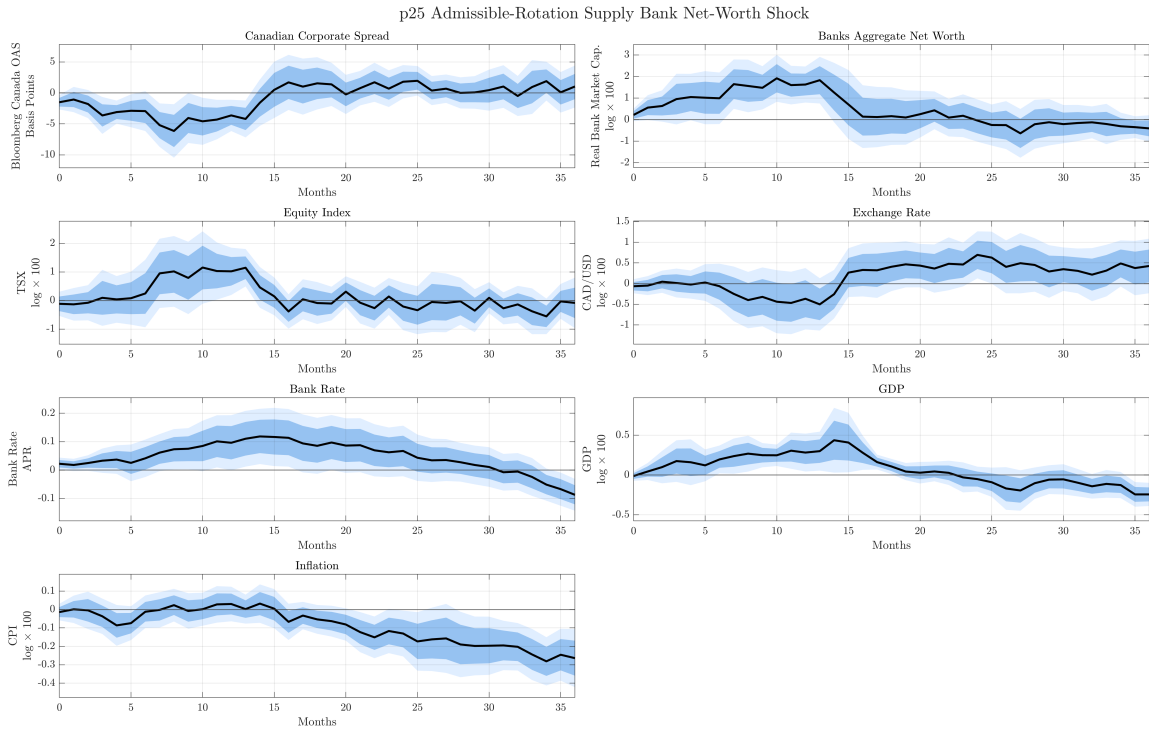 p25 Admissible-Rotation Supply Bank Net-Worth Shock
Canadian Corporate Spread
Bloomberg Canada OAS
Basis Points
5
0
-5
-10
0 5 10 15 20 25 30 35
Months
Banks Aggregate Net Worth
Real Bank Market Cap.
log × 100
3
2
1
0
-1
-2
0 5 10 15 20 25 30 35
Months
Equity Index
TSX
log × 100
2
1
0
-1
0 5 10 15 20 25 30 35
Months
Exchange Rate
CAD/USD
log × 100
1.5
1
0.5
0
-0.5
-1
0 5 10 15 20 25 30 35
Months
Bank Rate
Bank Rate
APR
0.2
0.1
0
-0.1
0 5 10 15 20 25 30 35
Months
GDP
GDP
log × 100
0.5
0
-0.5
0 5 10 15 20 25 30 35
Months
Inflation
CPI
log × 100
0.1
0
-0.1
-0.2
-0.3
-0.4
0 5 10 15 20 25 30 35
Months